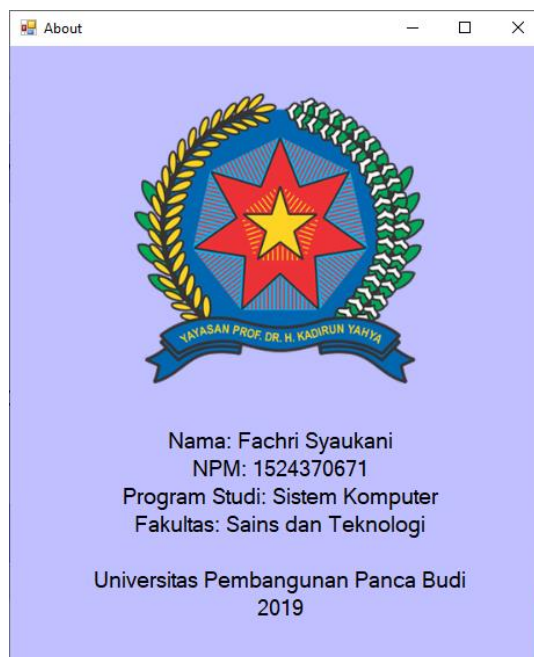 About
YAYASAN PROF. DR. H. KADIRUN YAHYA
Nama: Fachri Syaukani
NPM: 1524370671
Program Studi: Sistem Komputer
Fakultas: Sains dan Teknologi
Universitas Pembangunan Panca Budi
2019